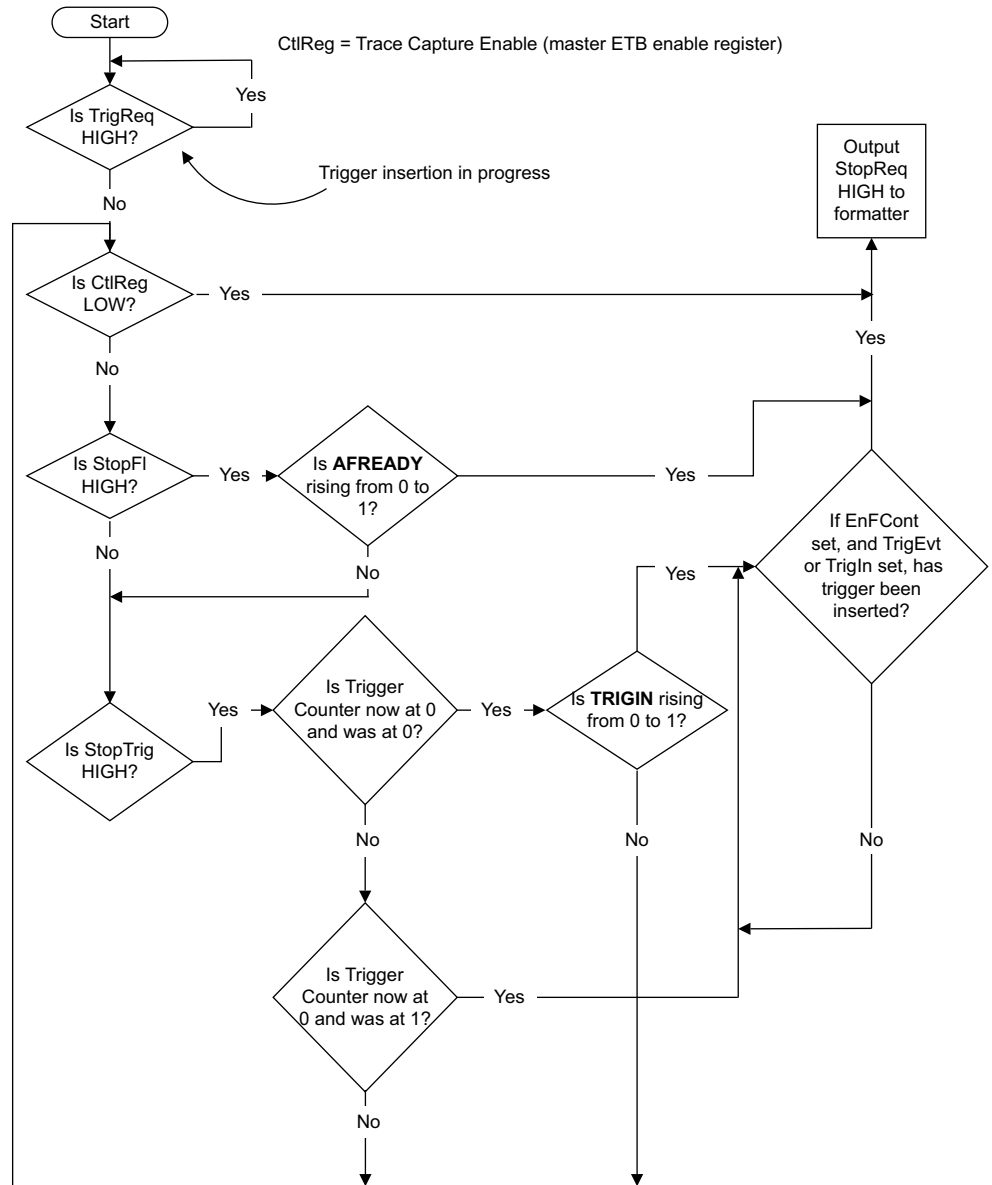 Start
CtlReg = Trace Capture Enable (master ETB enable register)
Is TrigReq
HIGH?
Yes
Trigger insertion in progress
Output
StopReq
HIGH to
formatter
No
Is CtlReg
LOW?
Yes
Yes
No
Is StopFl
HIGH?
Yes
Is AFREADY
rising from 0 to
1?
Yes
If EnFCont
set, and TrigEvt
or TrigIn set, has
trigger been
inserted?
No
No
Yes
Is StopTrig
HIGH?
Yes
Is Trigger
Counter now at 0
and was at 0?
Yes
Is TRIGIN rising
from 0 to 1?
No
No
No
Is Trigger
Counter now at
0 and was at 1?
Yes
No